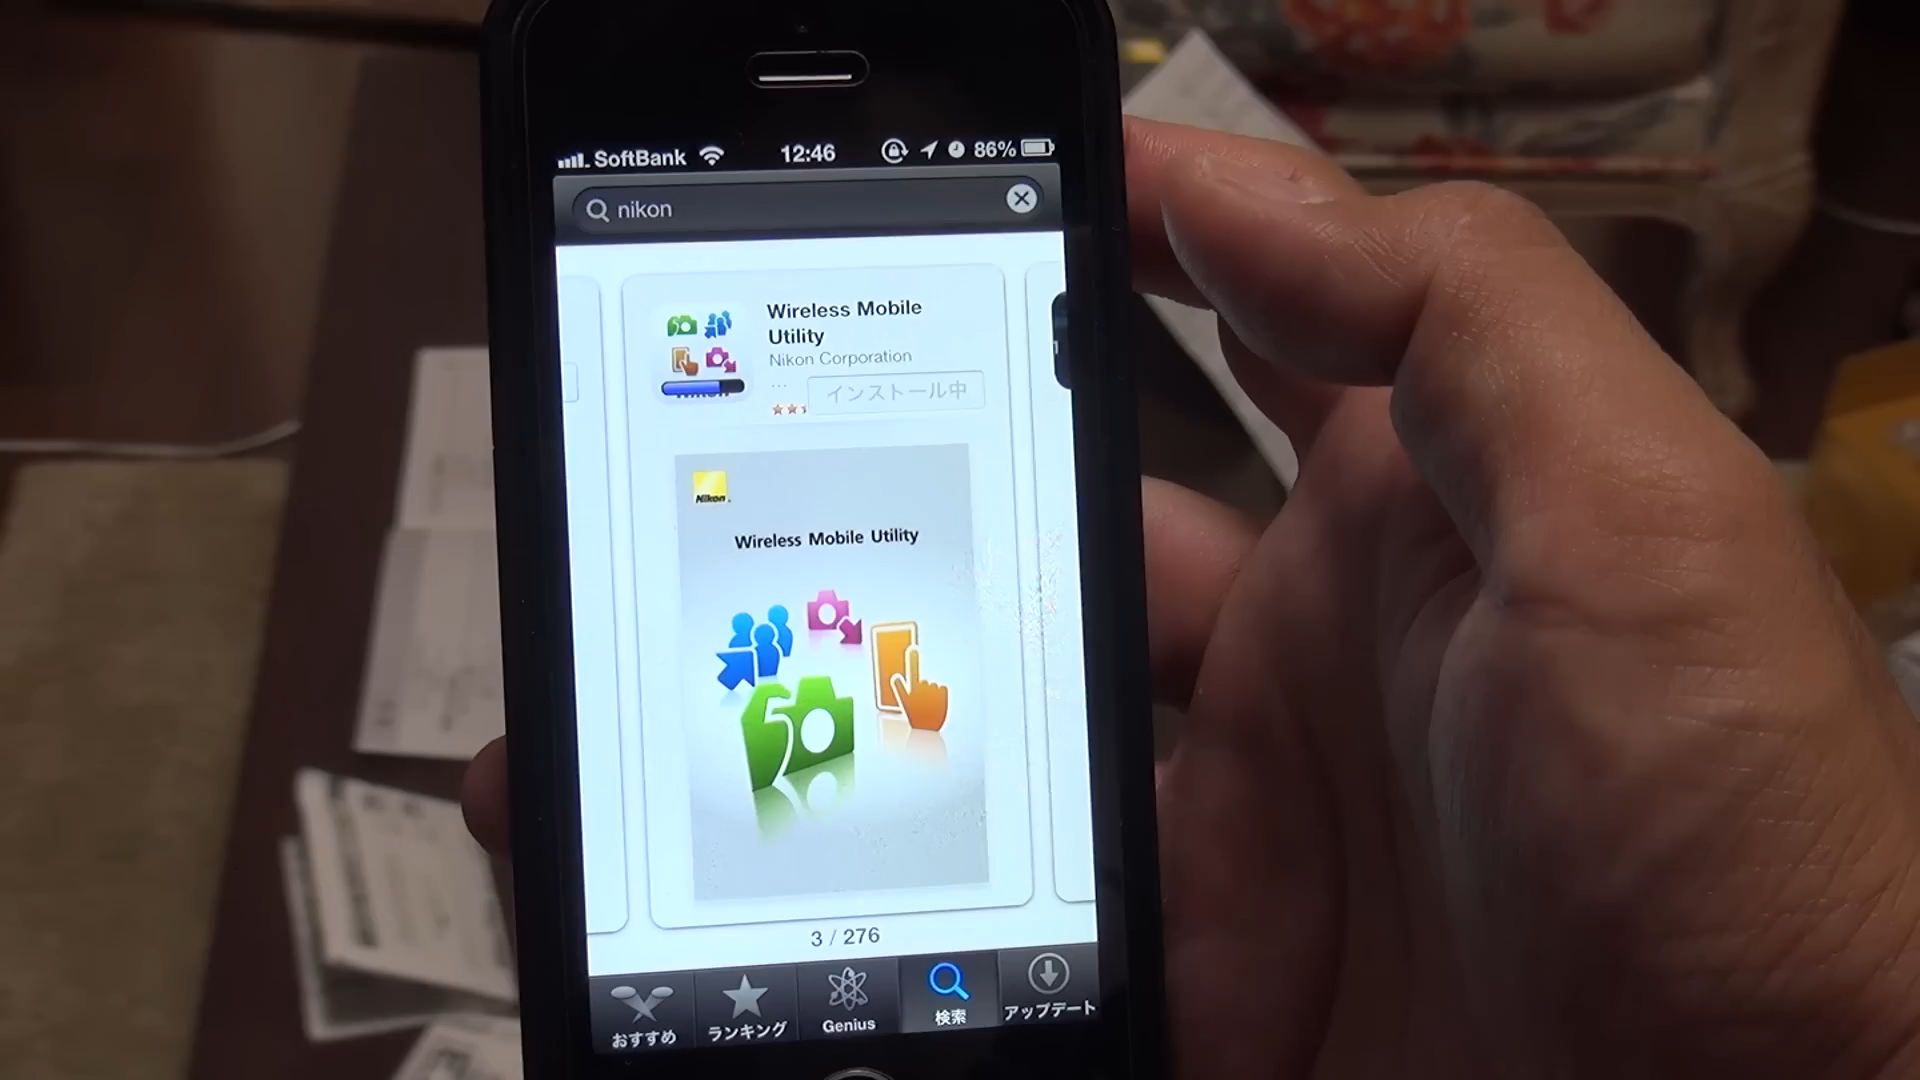 SoftBank 12:46 86%
nikon
Wireless Mobile
Utility
Nikon Corporation
...
インストール中
Nikon
Wireless Mobile Utility
3 / 276
おすすめ ランキング Genius 検索 アップデート